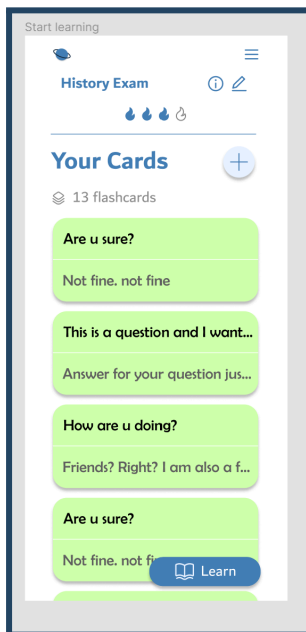 Start learning
History Exam
Your Cards
13 flashcards
Are u sure?
Not fine. not fine
This is a question and I want...
Answer for your question jus...
How are u doing?
Friends? Right? I am also a f...
Are u sure?
Not fine. not
Learn